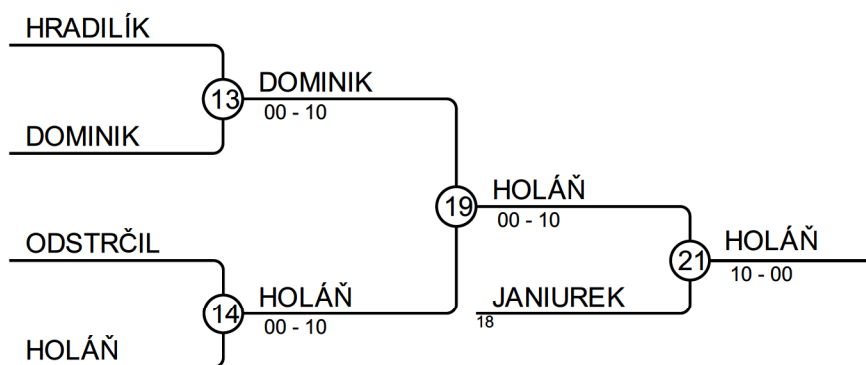 HRADILÍK
13
DOMINIK
00 - 10
DOMINIK
19
HOLÁŇ
00 - 10
ODSTRČIL
21
HOLÁŇ
10 - 00
14
HOLÁŇ
00 - 10
JANIUREK
18
HOLÁŇ